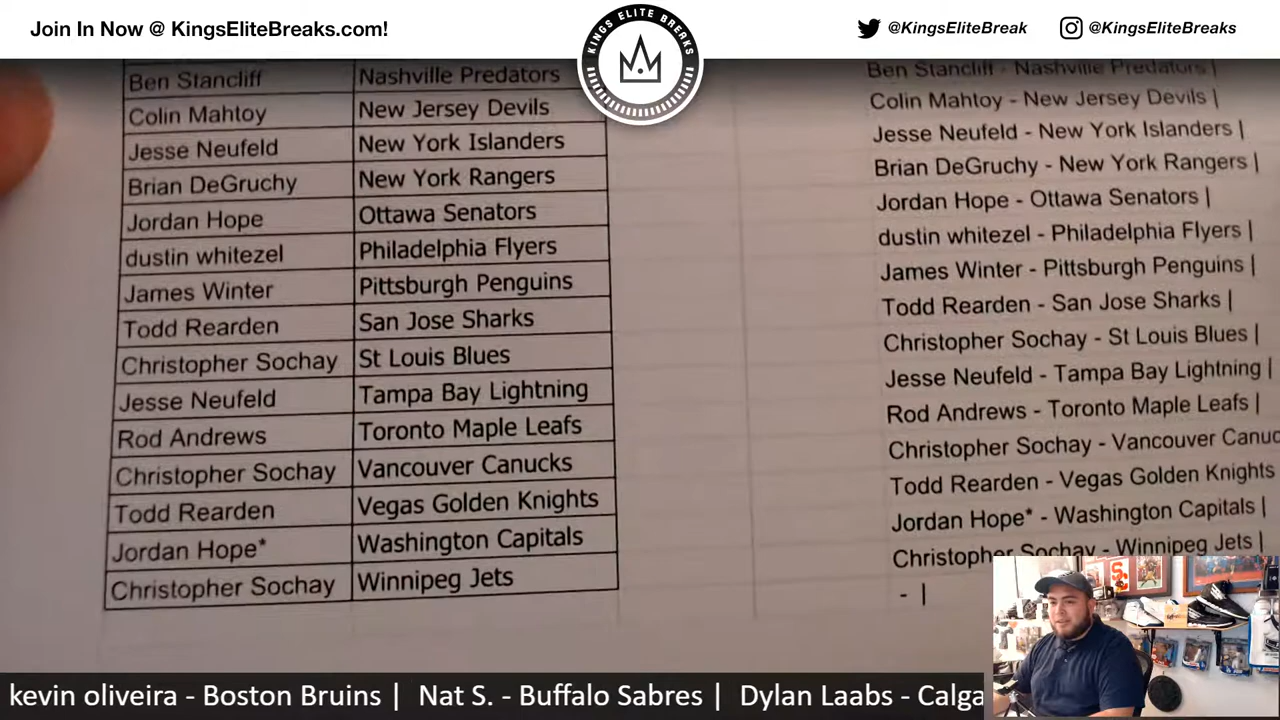 Join In Now @ KingsEliteBreaks.com!
KINGS ELITE BREAKS
@KingsEliteBreak
@KingsEliteBreaks
Ben Stancliff Nashville Predators
Colin Mahtoy New Jersey Devils
Jesse Neufeld New York Islanders
Brian DeGruchy New York Rangers
Jordan Hope Ottawa Senators
dustin whitezel Philadelphia Flyers
James Winter Pittsburgh Penguins
Todd Rearden San Jose Sharks
Christopher Sochay St Louis Blues
Jesse Neufeld Tampa Bay Lightning
Rod Andrews Toronto Maple Leafs
Christopher Sochay Vancouver Canucks
Todd Rearden Vegas Golden Knights
Jordan Hope* Washington Capitals
Christopher Sochay Winnipeg Jets
Ben Stancliff - Nashville Predators |
Colin Mahtoy - New Jersey Devils |
Jesse Neufeld - New York Islanders |
Brian DeGruchy - New York Rangers |
Jordan Hope - Ottawa Senators |
dustin whitezel - Philadelphia Flyers |
James Winter - Pittsburgh Penguins |
Todd Rearden - San Jose Sharks |
Christopher Sochay - St Louis Blues |
Jesse Neufeld - Tampa Bay Lightning |
Rod Andrews - Toronto Maple Leafs |
Christopher Sochay - Vancouver Canuc
Todd Rearden - Vegas Golden Knights
Jordan Hope* - Washington Capitals |
Christopher Sochay - Winnipeg Jets |
- |
kevin oliveira - Boston Bruins | Nat S. - Buffalo Sabres | Dylan Laabs - Calga